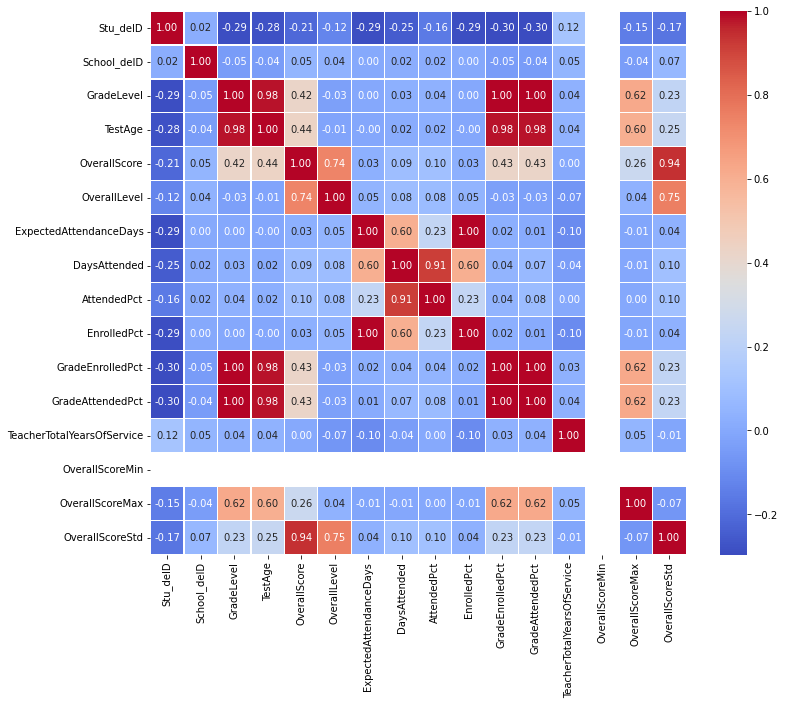 Stu_deID 1.00 0.02 -0.29 -0.28 -0.21 -0.12 -0.29 -0.25 -0.16 -0.29 -0.30 -0.30 0.12 -0.15 -0.17
School_deID 0.02 1.00 -0.05 -0.04 0.05 0.04 0.00 0.02 0.02 0.00 -0.05 -0.04 0.05 -0.04 0.07
GradeLevel -0.29 -0.05 1.00 0.98 0.42 -0.03 0.00 0.03 0.04 0.00 1.00 1.00 0.04 0.62 0.23
TestAge -0.28 -0.04 0.98 1.00 0.44 -0.01 -0.00 0.02 0.02 -0.00 0.98 0.98 0.04 0.60 0.25
OverallScore -0.21 0.05 0.42 0.44 1.00 0.74 0.03 0.09 0.10 0.03 0.43 0.43 0.00 0.26 0.94
OverallLevel -0.12 0.04 -0.03 -0.01 0.74 1.00 0.05 0.08 0.08 0.05 -0.03 -0.03 -0.07 0.04 0.75
ExpectedAttendanceDays -0.29 0.00 0.00 -0.00 0.03 0.05 1.00 0.60 0.23 1.00 0.02 0.01 -0.10 -0.01 0.04
DaysAttended -0.25 0.02 0.03 0.02 0.09 0.08 0.60 1.00 0.91 0.60 0.04 0.07 -0.04 -0.01 0.10
AttendedPct -0.16 0.02 0.04 0.02 0.10 0.08 0.23 0.91 1.00 0.23 0.04 0.08 0.00 0.00 0.10
EnrolledPct -0.29 0.00 0.00 -0.00 0.03 0.05 1.00 0.60 0.23 1.00 0.02 0.01 -0.10 -0.01 0.04
GradeEnrolledPct -0.30 -0.05 1.00 0.98 0.43 -0.03 0.02 0.04 0.04 0.02 1.00 1.00 0.03 0.62 0.23
GradeAttendedPct -0.30 -0.04 1.00 0.98 0.43 -0.03 0.01 0.07 0.08 0.01 1.00 1.00 0.04 0.62 0.23
TeacherTotalYearsOfService 0.12 0.05 0.04 0.04 0.00 -0.07 -0.10 -0.04 0.00 -0.10 0.03 0.04 1.00 0.05 -0.01
OverallScoreMin
OverallScoreMax -0.15 -0.04 0.62 0.60 0.26 0.04 -0.01 -0.01 0.00 -0.01 0.62 0.62 0.05 1.00 -0.07
OverallScoreStd -0.17 0.07 0.23 0.25 0.94 0.75 0.04 0.10 0.10 0.04 0.23 0.23 -0.01 -0.07 1.00
Stu_deID
School_deID
GradeLevel
TestAge
OverallScore
OverallLevel
ExpectedAttendanceDays
DaysAttended
AttendedPct
EnrolledPct
GradeEnrolledPct
GradeAttendedPct
TeacherTotalYearsOfService
OverallScoreMin
OverallScoreMax
OverallScoreStd
1.0
0.8
0.6
0.4
0.2
0.0
−0.2